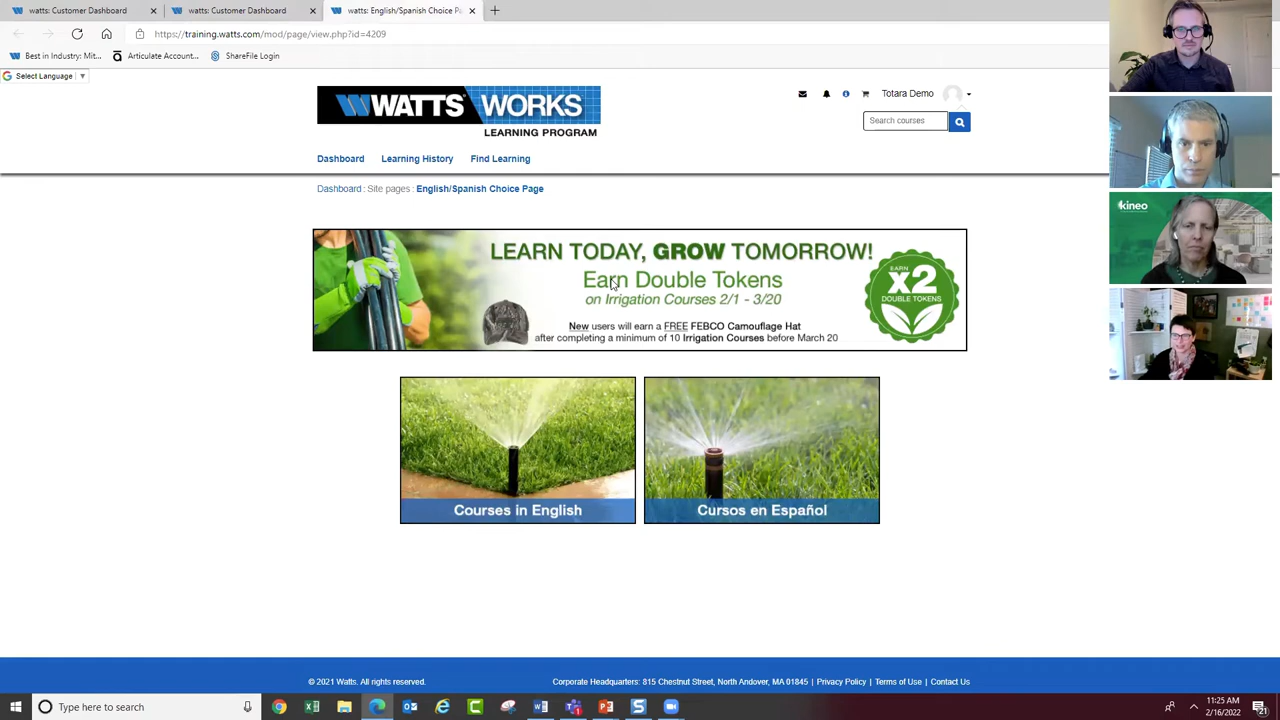 watts: Customer Dashboard
watts: Customer Dashboard
watts: English/Spanish Choice Pa
https://training.watts.com/mod/page/view.php?id=4209
Best in Industry: Mit...
Articulate Account...
ShareFile Login
Select Language
WATTS WORKS
LEARNING PROGRAM
Totara Demo
Search courses
Dashboard
Learning History
Find Learning
Dashboard : Site pages : English/Spanish Choice Page
LEARN TODAY, GROW TOMORROW!
Earn Double Tokens
on Irrigation Courses 2/1 - 3/20
New users will earn a FREE FEBCO Camouflage Hat
after completing a minimum of 10 Irrigation Courses before March 20
EARN
x2
DOUBLE TOKENS
Courses in English
Cursos en Español
kineo
© 2021 Watts. All rights reserved.
Corporate Headquarters: 815 Chestnut Street, North Andover, MA 01845 | Privacy Policy | Terms of Use | Contact Us
Type here to search
11:25 AM
2/16/2022
21